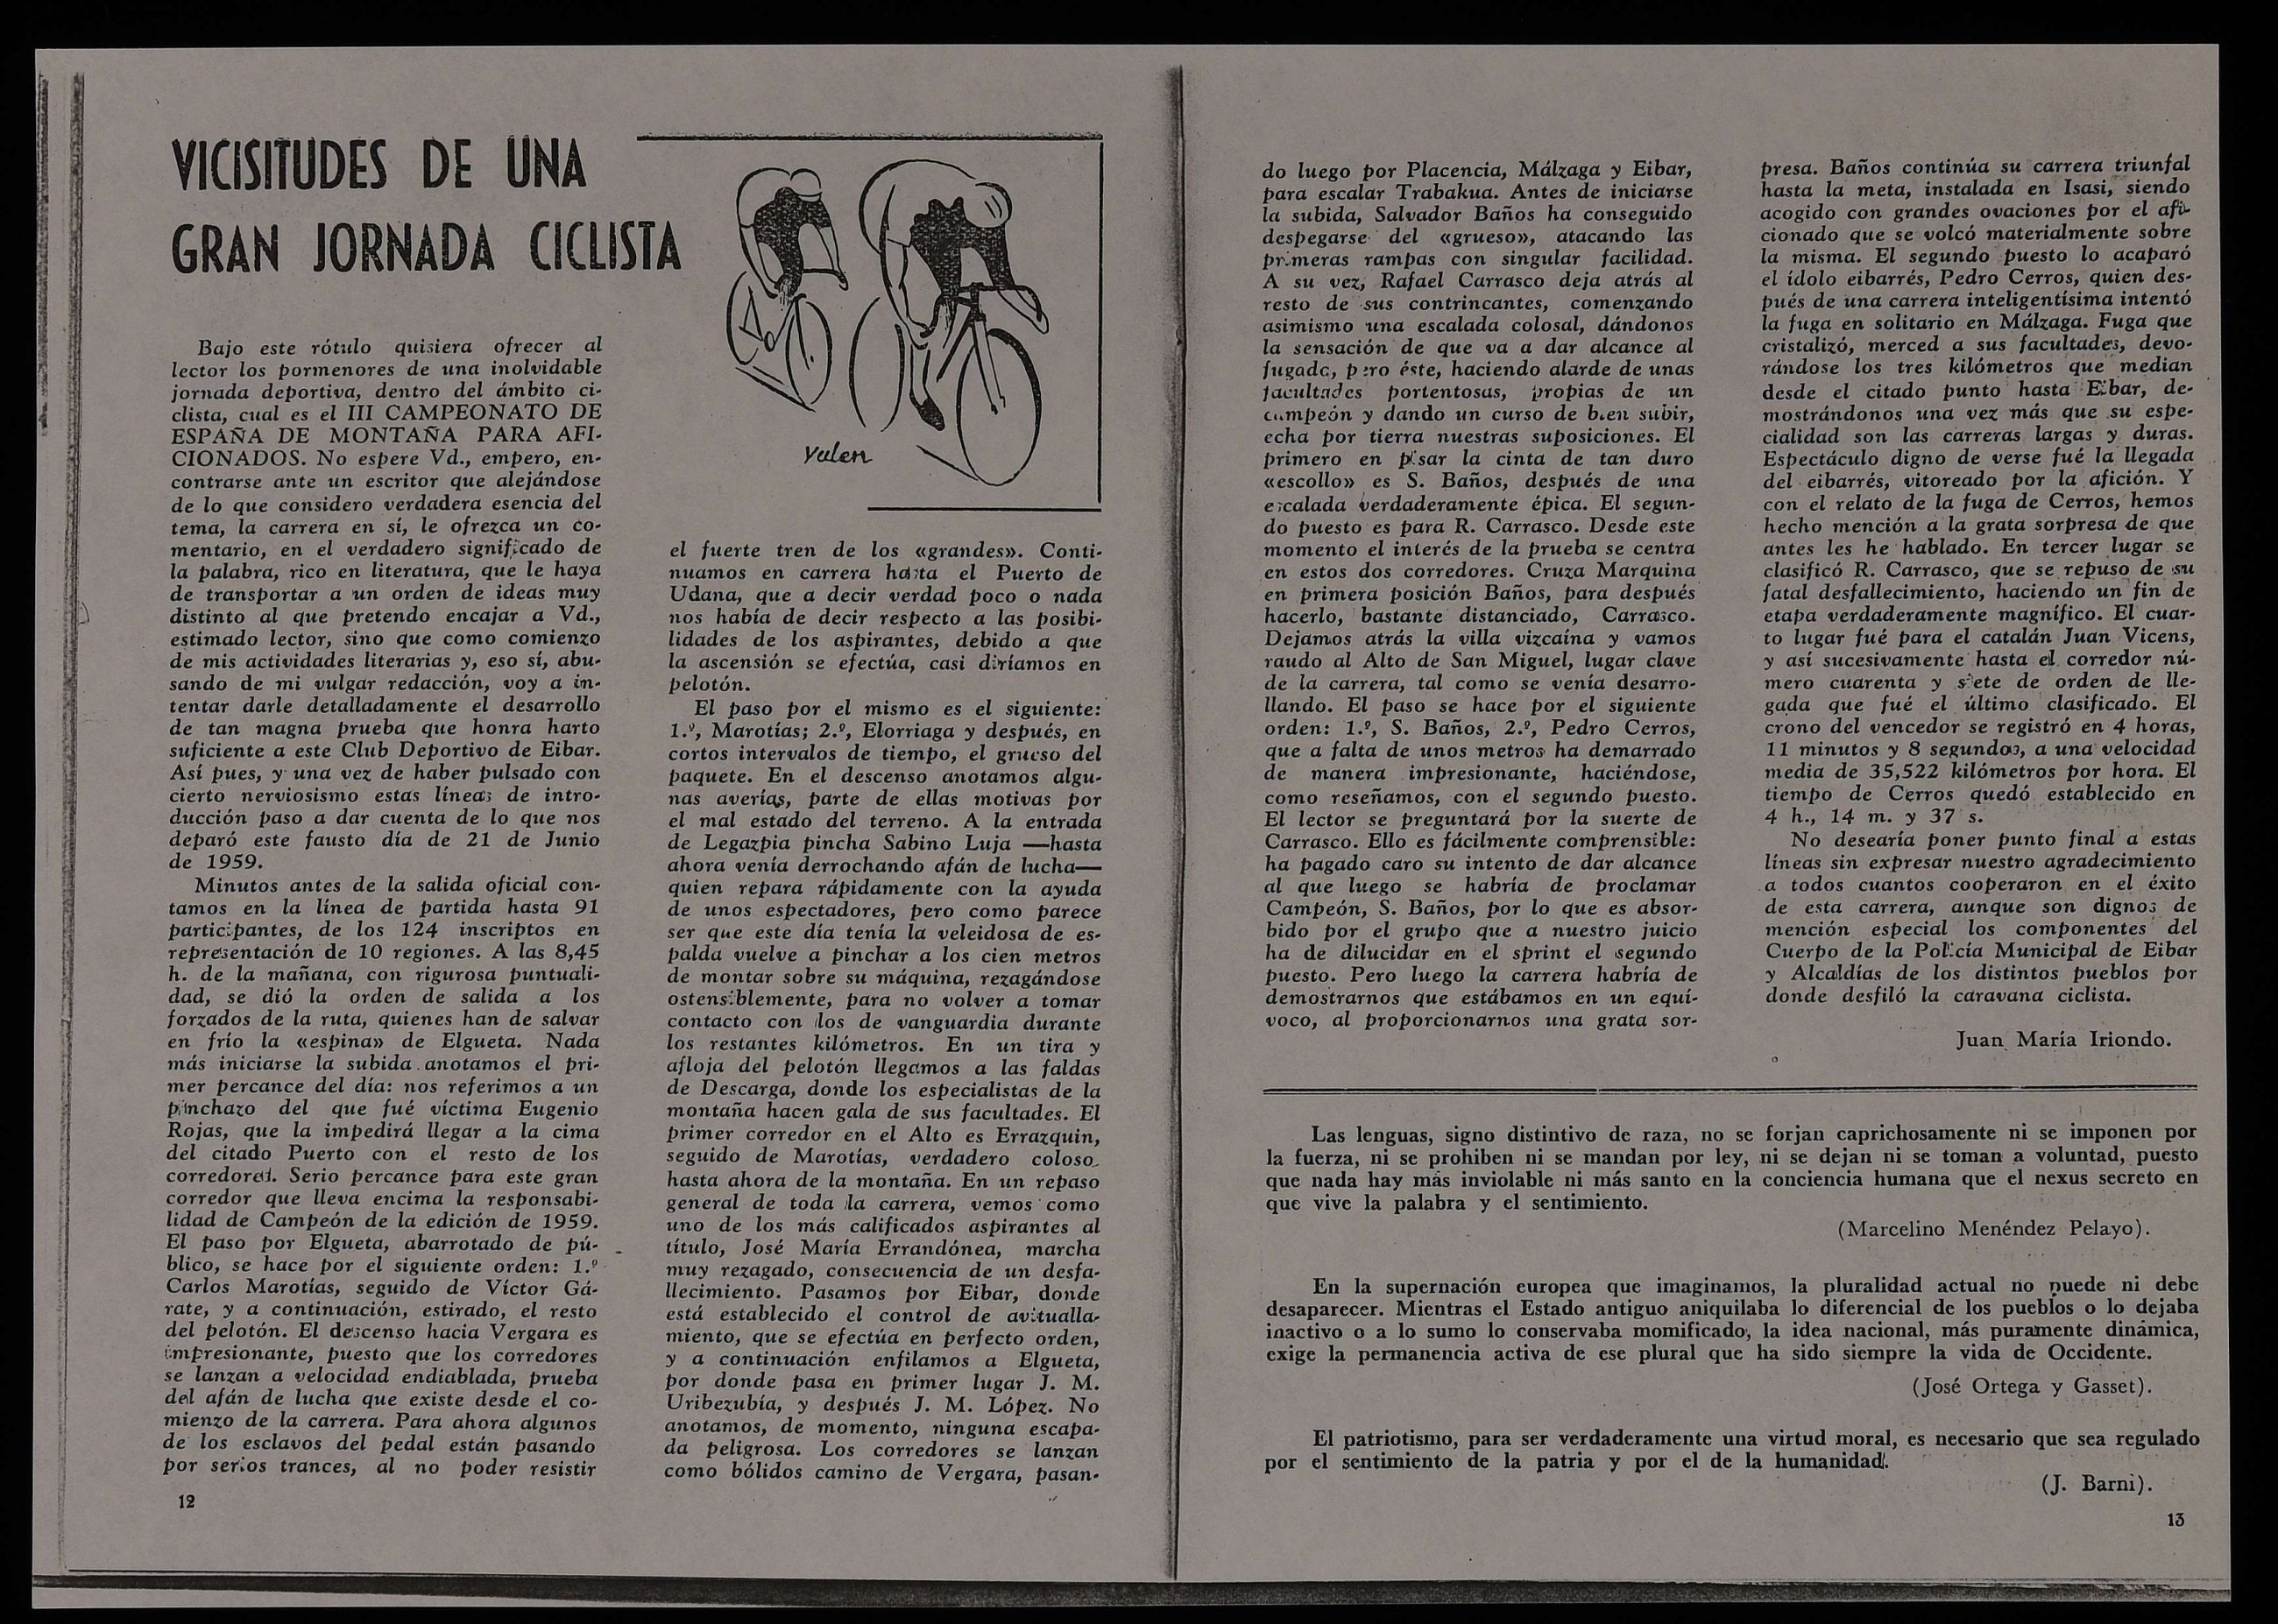 VICISITUDES DE UNA
GRAN JORNADA CICLISTA
Yulen
Bajo este rótulo quisiera ofrecer al
lector los pormenores de una inolvidable
jornada deportiva, dentro del ámbito ci-
clista, cual es el III CAMPEONATO DE
ESPAÑA DE MONTAÑA PARA AFI-
CIONADOS. No espere Vd., empero, en-
contrarse ante un escritor que alejándose
de lo que considero verdadera esencia del
tema, la carrera en sí, le ofrezca un co-
mentario, en el verdadero significado de
la palabra, rico en literatura, que le haya
de transportar a un orden de ideas muy
distinto al que pretendo encajar a Vd.,
estimado lector, sino que como comienzo
de mis actividades literarias y, eso sí, abu-
sando de mi vulgar redacción, voy a in-
tentar darle detalladamente el desarrollo
de tan magna prueba que honra harto
suficiente a este Club Deportivo de Eibar.
Así pues, y una vez de haber pulsado con
cierto nerviosismo estas líneas de intro-
ducción paso a dar cuenta de lo que nos
deparó este fausto día de 21 de Junio
de 1959.
Minutos antes de la salida oficial con-
tamos en la línea de partida hasta 91
participantes, de los 124 inscriptos en
representación de 10 regiones. A las 8,45
h. de la mañana, con rigurosa puntuali-
dad, se dió la orden de salida a los
forzados de la ruta, quienes han de salvar
en frío la «espina» de Elgueta. Nada
más iniciarse la subida anotamos el pri-
mer percance del día: nos referimos a un
pinchazo del que fué víctima Eugenio
Rojas, que la impedirá llegar a la cima
del citado Puerto con el resto de los
corredores. Serio percance para este gran
corredor que lleva encima la responsabi-
lidad de Campeón de la edición de 1959.
El paso por Elgueta, abarrotado de pú-
blico, se hace por el siguiente orden: 1.º
Carlos Marotías, seguido de Víctor Gá-
rate, y a continuación, estirado, el resto
del pelotón. El descenso hacia Vergara es
impresionante, puesto que los corredores
se lanzan a velocidad endiablada, prueba
del afán de lucha que existe desde el co-
mienzo de la carrera. Para ahora algunos
de los esclavos del pedal están pasando
por serios trances, al no poder resistir
12
el fuerte tren de los «grandes». Conti-
nuamos en carrera hasta el Puerto de
Udana, que a decir verdad poco o nada
nos había de decir respecto a las posibi-
lidades de los aspirantes, debido a que
la ascensión se efectúa, casi diríamos en
pelotón.
El paso por el mismo es el siguiente:
1.º, Marotías; 2.º, Elorriaga y después, en
cortos intervalos de tiempo, el grueso del
paquete. En el descenso anotamos algu-
nas averías, parte de ellas motivas por
el mal estado del terreno. A la entrada
de Legazpia pincha Sabino Luja —hasta
ahora venía derrochando afán de lucha—
quien repara rápidamente con la ayuda
de unos espectadores, pero como parece
ser que este día tenía la veleidosa de es-
palda vuelve a pinchar a los cien metros
de montar sobre su máquina, rezagándose
ostensiblemente, para no volver a tomar
contacto con los de vanguardia durante
los restantes kilómetros. En un tira y
afloja del pelotón llegamos a las faldas
de Descarga, donde los especialistas de la
montaña hacen gala de sus facultades. El
primer corredor en el Alto es Errazquin,
seguido de Marotías, verdadero coloso
hasta ahora de la montaña. En un repaso
general de toda la carrera, vemos como
uno de los más calificados aspirantes al
título, José María Errandónea, marcha
muy rezagado, consecuencia de un desfa-
llecimiento. Pasamos por Eibar, donde
está establecido el control de avitualla-
miento, que se efectúa en perfecto orden,
y a continuación enfilamos a Elgueta,
por donde pasa en primer lugar J. M.
Uribezubía, y después J. M. López. No
anotamos, de momento, ninguna escapa-
da peligrosa. Los corredores se lanzan
como bólidos camino de Vergara, pasan-
do luego por Placencia, Málzaga y Eibar,
para escalar Trabakua. Antes de iniciarse
la subida, Salvador Baños ha conseguido
despegarse del «grueso», atacando las
primeras rampas con singular facilidad.
A su vez, Rafael Carrasco deja atrás al
resto de sus contrincantes, comenzando
asimismo una escalada colosal, dándonos
la sensación de que va a dar alcance al
fugado, pero éste, haciendo alarde de unas
facultades portentosas, propias de un
campeón y dando un curso de bien subir,
echa por tierra nuestras suposiciones. El
primero en pisar la cinta de tan duro
«escollo» es S. Baños, después de una
escalada verdaderamente épica. El segun-
do puesto es para R. Carrasco. Desde este
momento el interés de la prueba se centra
en estos dos corredores. Cruza Marquina
en primera posición Baños, para después
hacerlo, bastante distanciado, Carrasco.
Dejamos atrás la villa vizcaína y vamos
raudo al Alto de San Miguel, lugar clave
de la carrera, tal como se venía desarro-
llando. El paso se hace por el siguiente
orden: 1.º, S. Baños, 2.º, Pedro Cerros,
que a falta de unos metros ha demarrado
de manera impresionante, haciéndose,
como reseñamos, con el segundo puesto.
El lector se preguntará por la suerte de
Carrasco. Ello es fácilmente comprensible:
ha pagado caro su intento de dar alcance
al que luego se habría de proclamar
Campeón, S. Baños, por lo que es absor-
bido por el grupo que a nuestro juicio
ha de dilucidar en el sprint el segundo
puesto. Pero luego la carrera habría de
demostrarnos que estábamos en un equí-
voco, al proporcionarnos una grata sor-
presa. Baños continúa su carrera triunfal
hasta la meta, instalada en Isasi, siendo
acogido con grandes ovaciones por el afi-
cionado que se volcó materialmente sobre
la misma. El segundo puesto lo acaparó
el ídolo eibarrés, Pedro Cerros, quien des-
pués de una carrera inteligentísima intentó
la fuga en solitario en Málzaga. Fuga que
cristalizó, merced a sus facultades, devo-
rándose los tres kilómetros que median
desde el citado punto hasta Eibar, de-
mostrándonos una vez más que su espe-
cialidad son las carreras largas y duras.
Espectáculo digno de verse fué la llegada
del eibarrés, vitoreado por la afición. Y
con el relato de la fuga de Cerros, hemos
hecho mención a la grata sorpresa de que
antes les he hablado. En tercer lugar se
clasificó R. Carrasco, que se repuso de su
fatal desfallecimiento, haciendo un fin de
etapa verdaderamente magnífico. El cuar-
to lugar fué para el catalán Juan Vicens,
y así sucesivamente hasta el corredor nú-
mero cuarenta y siete de orden de lle-
gada que fué el último clasificado. El
crono del vencedor se registró en 4 horas,
11 minutos y 8 segundos, a una velocidad
media de 35,522 kilómetros por hora. El
tiempo de Cerros quedó establecido en
4 h., 14 m. y 37 s.
No desearía poner punto final a estas
líneas sin expresar nuestro agradecimiento
a todos cuantos cooperaron en el éxito
de esta carrera, aunque son dignos de
mención especial los componentes del
Cuerpo de la Policía Municipal de Eibar
y Alcaldías de los distintos pueblos por
donde desfiló la caravana ciclista.
Juan María Iriondo.
Las lenguas, signo distintivo de raza, no se forjan caprichosamente ni se imponen por
la fuerza, ni se prohiben ni se mandan por ley, ni se dejan ni se toman a voluntad, puesto
que nada hay más inviolable ni más santo en la conciencia humana que el nexus secreto en
que vive la palabra y el sentimiento.
(Marcelino Menéndez Pelayo).
En la supernación europea que imaginamos, la pluralidad actual no puede ni debe
desaparecer. Mientras el Estado antiguo aniquilaba lo diferencial de los pueblos o lo dejaba
inactivo o a lo sumo lo conservaba momificado, la idea nacional, más puramente dinámica,
exige la permanencia activa de ese plural que ha sido siempre la vida de Occidente.
(José Ortega y Gasset).
El patriotismo, para ser verdaderamente una virtud moral, es necesario que sea regulado
por el sentimiento de la patria y por el de la humanidad.
(J. Barni).
13